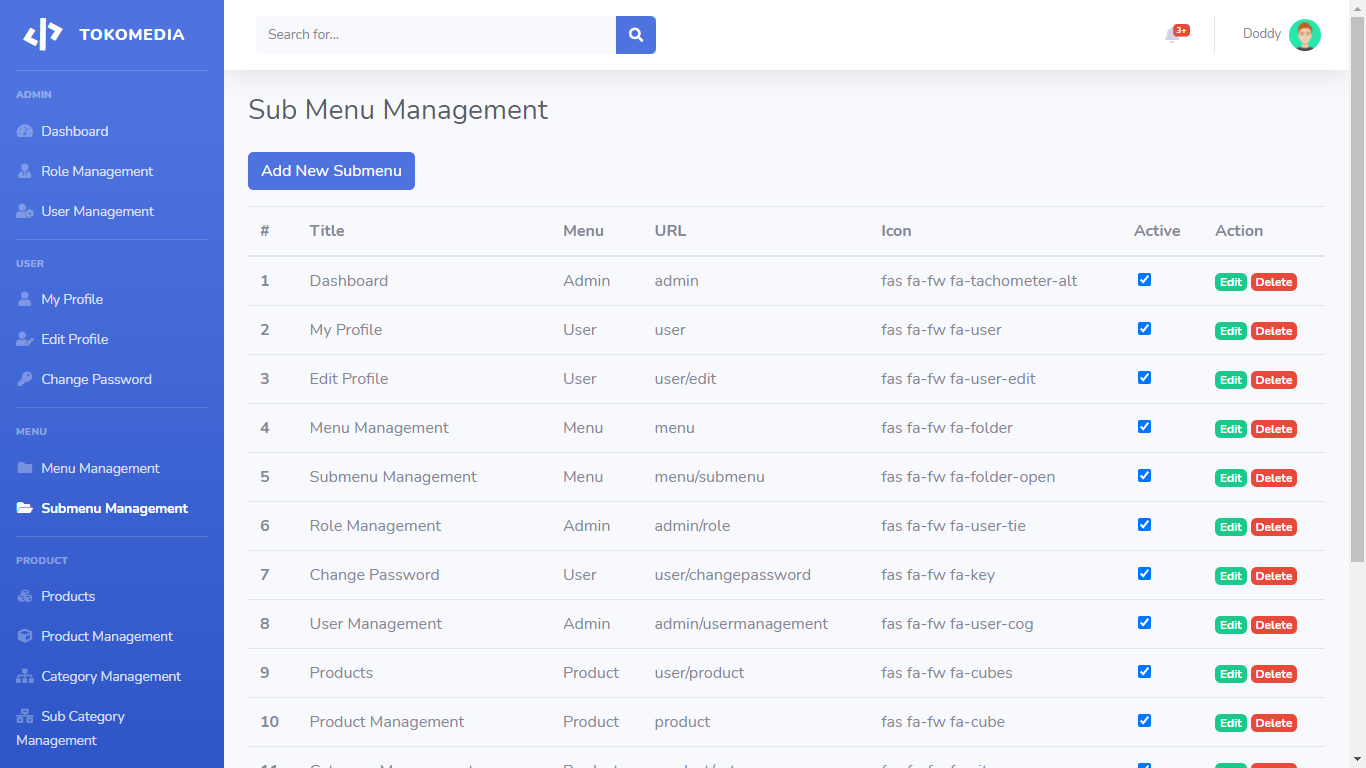 TOKOMEDIA
Search for...
3+
Doddy
ADMIN
Dashboard
Role Management
User Management
USER
My Profile
Edit Profile
Change Password
MENU
Menu Management
Submenu Management
PRODUCT
Products
Product Management
Category Management
Sub Category
Management
Sub Menu Management
Add New Submenu
# Title Menu URL Icon Active Action
1 Dashboard Admin admin fas fa-fw fa-tachometer-alt Edit Delete
2 My Profile User user fas fa-fw fa-user Edit Delete
3 Edit Profile User user/edit fas fa-fw fa-user-edit Edit Delete
4 Menu Management Menu menu fas fa-fw fa-folder Edit Delete
5 Submenu Management Menu menu/submenu fas fa-fw fa-folder-open Edit Delete
6 Role Management Admin admin/role fas fa-fw fa-user-tie Edit Delete
7 Change Password User user/changepassword fas fa-fw fa-key Edit Delete
8 User Management Admin admin/usermanagement fas fa-fw fa-user-cog Edit Delete
9 Products Product user/product fas fa-fw fa-cubes Edit Delete
10 Product Management Product product fas fa-fw fa-cube Edit Delete